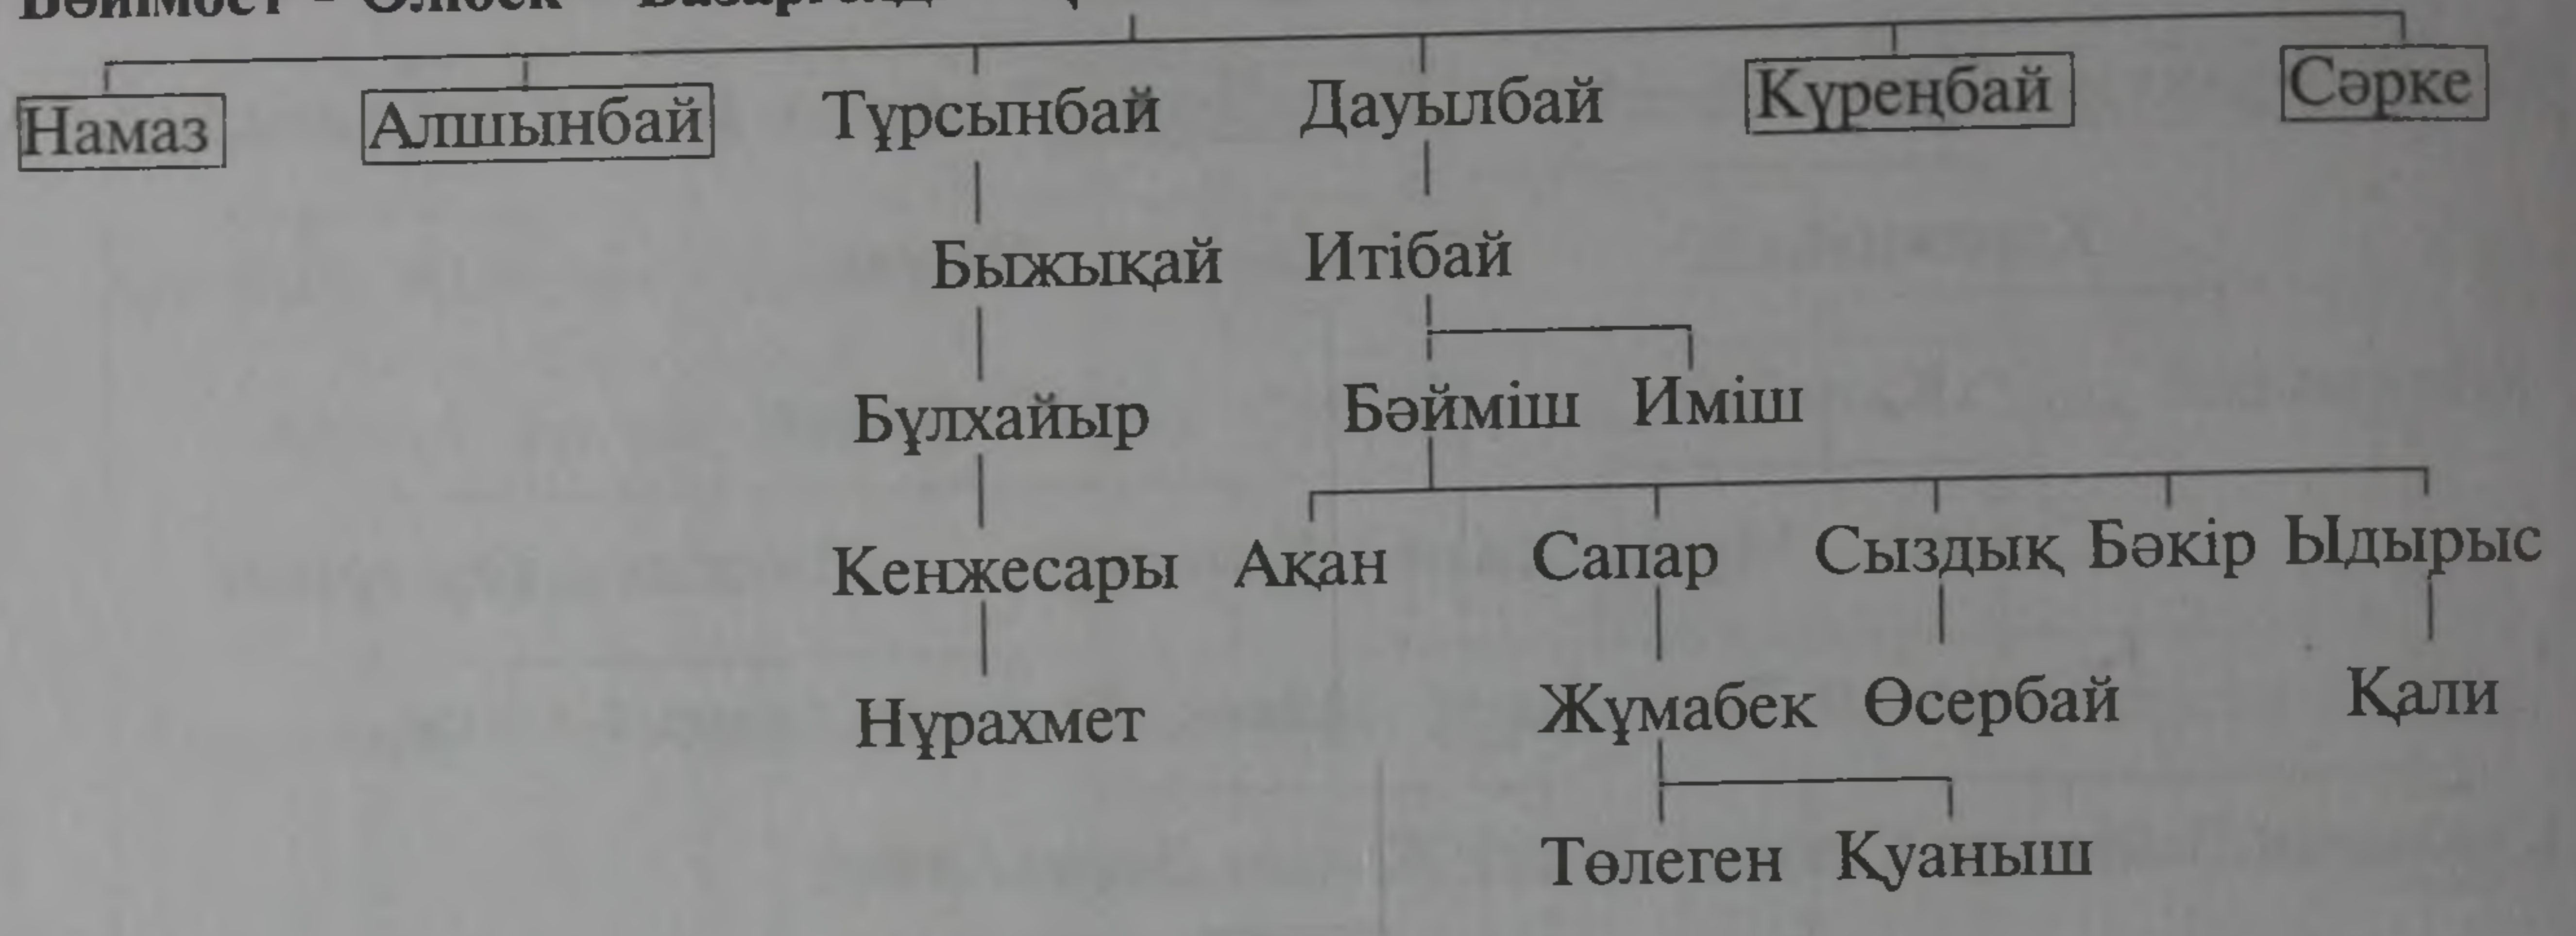 Намаз Алшынбай Тұрсынбай Дауылбай Күреңбай Сәрке
Быжықай Итібай
Бұлхайыр Бәйміш Иміш
Кенжесары Ақан Сапар Сыздық Бәкір Ыдырыс
Нұрахмет Жұмабек Өсербай Қали
Төлеген Қуаныш